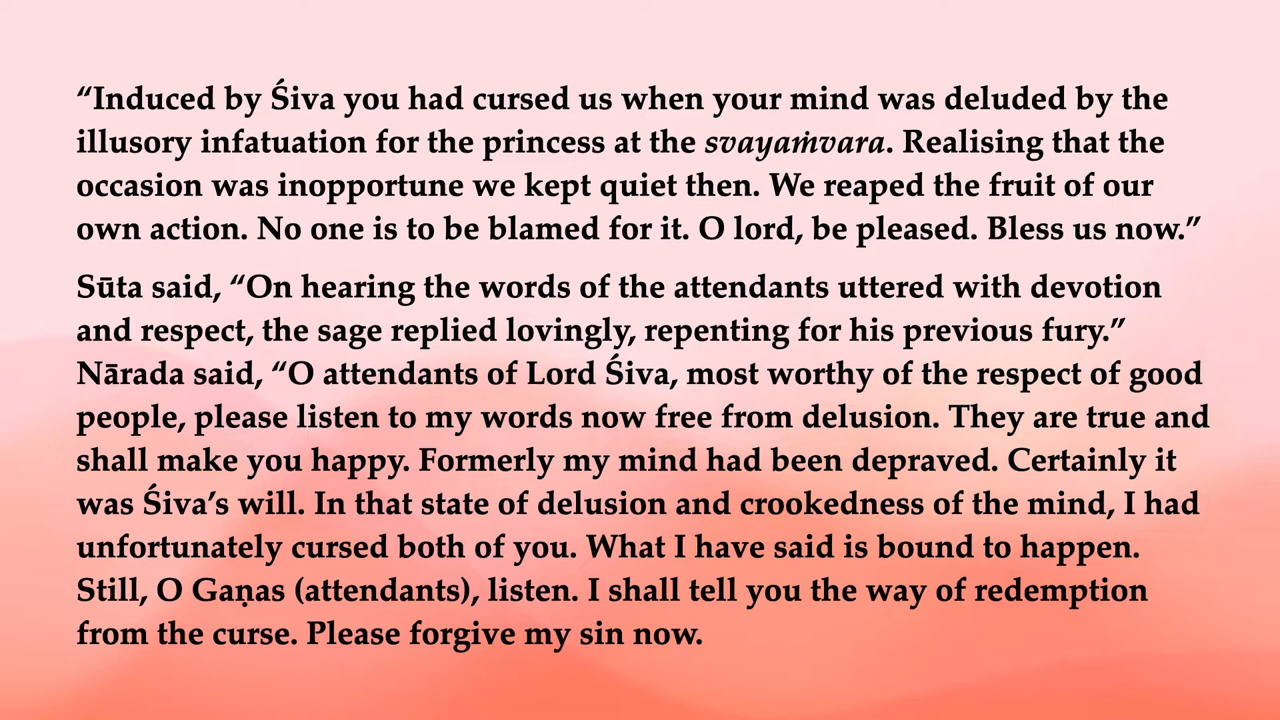 “Induced by Śiva you had cursed us when your mind was deluded by the
illusory infatuation for the princess at the svayaṁvara. Realising that the
occasion was inopportune we kept quiet then. We reaped the fruit of our
own action. No one is to be blamed for it. O lord, be pleased. Bless us now.”
Sūta said, “On hearing the words of the attendants uttered with devotion
and respect, the sage replied lovingly, repenting for his previous fury.”
Nārada said, “O attendants of Lord Śiva, most worthy of the respect of good
people, please listen to my words now free from delusion. They are true and
shall make you happy. Formerly my mind had been depraved. Certainly it
was Śiva’s will. In that state of delusion and crookedness of the mind, I had
unfortunately cursed both of you. What I have said is bound to happen.
Still, O Gaṇas (attendants), listen. I shall tell you the way of redemption
from the curse. Please forgive my sin now.